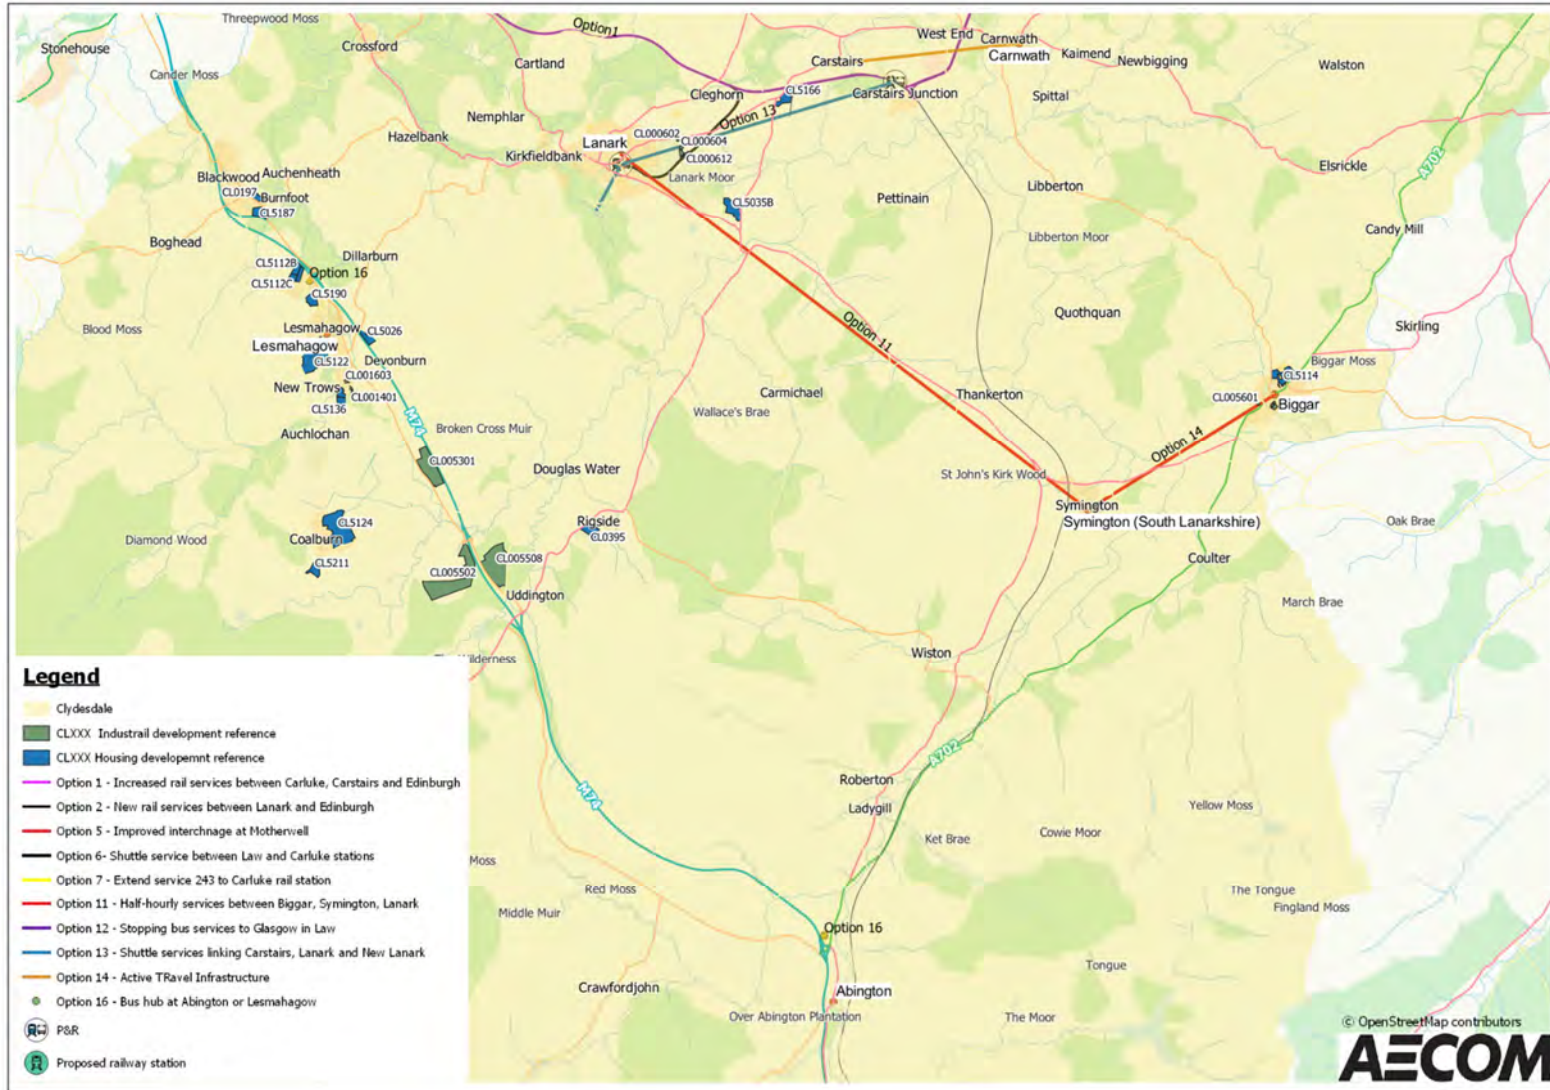 Threepwood Moss
Stonehouse
Crossford
Option1
West End
Carnwath
Carnwath
Kaimend
Newbigging
Walston
Cander Moss
Cartland
Carstairs
Cleghorn
CL5166
Carstairs Junction
Spittal
Nemphlar
Hazelbank
Option 13
Lanark
CL000602
CL000604
CL000612
Kirkfieldbank
Lanark Moor
Elsrickle
A702
Blackwood
Auchenheath
CL0197
Burnfoot
CL5187
Pettinain
Libberton
CL5035B
Boghead
Dillarburn
Libberton Moor
Candy Mill
CL5112B
Option 16
CL5112C
CL5190
Blood Moss
Lesmahagow
CL5026
Lesmahagow
CL5122
Devonburn
Option 11
Quothquan
Skirling
Biggar Moss
CL5114
New Trows
CL001603
CL001401
CL5136
Carmichael
Thankerton
CL005601
Biggar
Wallace's Brae
M74
Auchlochan
Broken Cross Muir
Option 14
CL005301
Douglas Water
St John's Kirk Wood
Symington
Symington (South Lanarkshire)
CL5124
Coalburn
Diamond Wood
Rigside
CL0395
Oak Brae
CL5211
CL005502
CL005508
Uddington
Coulter
March Brae
The Wilderness
Wiston
Legend
Clydesdale
CLXXX Industrail development reference
CLXXX Housing developemnt reference
Option 1 - Increased rail services between Carluke, Carstairs and Edinburgh
Option 2 - New rail services between Lanark and Edinburgh
Option 5 - Improved interchnage at Motherwell
Option 6- Shuttle service between Law and Carluke stations
Option 7 - Extend service 243 to Carluke rail station
Option 11 - Half-hourly services between Biggar, Symington, Lanark
Option 12 - Stopping bus services to Glasgow in Law
Option 13 - Shuttle services linking Carstairs, Lanark and New Lanark
Option 14 - Active TRavel Infrastructure
Option 16 - Bus hub at Abington or Lesmahagow
P&R
Proposed railway station
A702
M74
Roberton
Ladygill
Ket Brae
Cowie Moor
Yellow Moss
Moss
Red Moss
Middle Muir
The Tongue
Fingland Moss
Option 16
Tongue
Crawfordjohn
Abington
Over Abington Plantation
The Moor
© OpenStreetMap contributors
AECOM